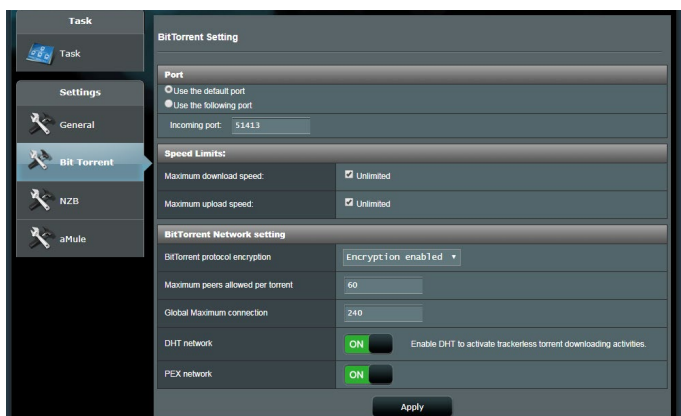 Task
Task
Settings
General
Bit Torrent
NZB
aMule
BitTorrent Setting
Port
Use the default port
Use the following port
Incoming port: 51413
Speed Limits:
Maximum download speed: Unlimited
Maximum upload speed: Unlimited
BitTorrent Network setting
BitTorrent protocol encryption Encryption enabled
Maximum peers allowed per torrent 60
Global Maximum connection 240
DHT network ON Enable DHT to activate trackerless torrent downloading activities.
PEX network ON
Apply